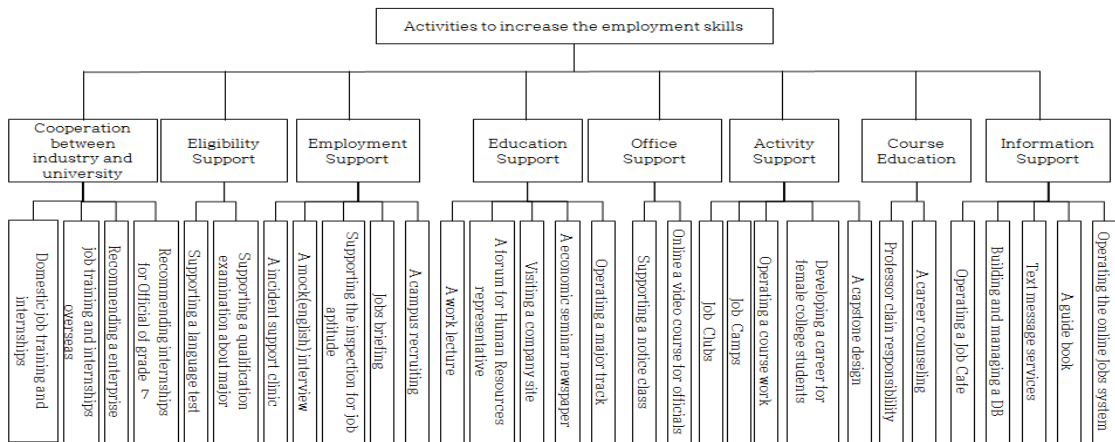 Activities to increase the employment skills
Cooperation
between
industry and
university
Eligibility
Support
Employment
Support
Education
Support
Office
Support
Activity
Support
Course
Education
Information
Support
Domestic job training and
internships
job training and internships
overseas
Recommending a enterprise
Recommending internships
for Official of grade 7
Supporting a language test
Supporting a qualification
examination about major
A incident support clinic
A mock(english) interview
Supporting the inspection for job
aptitude
Jobs briefing
A campus recruiting
A work lecture
A forum for Human Resources
representative
Visiting a company site
A economic seminar newspaper
Operating a major track
Supporting a notice class
Online a video course for officials
Job Clubs
Job Camps
Operating a course work
Developing a career for
female college students
A capstone design
Professor clain responsiblility
A career counseling
Operating a Job Cafe
Building and managing a DB
Text message services
A guide book
Operating the online Jobs system